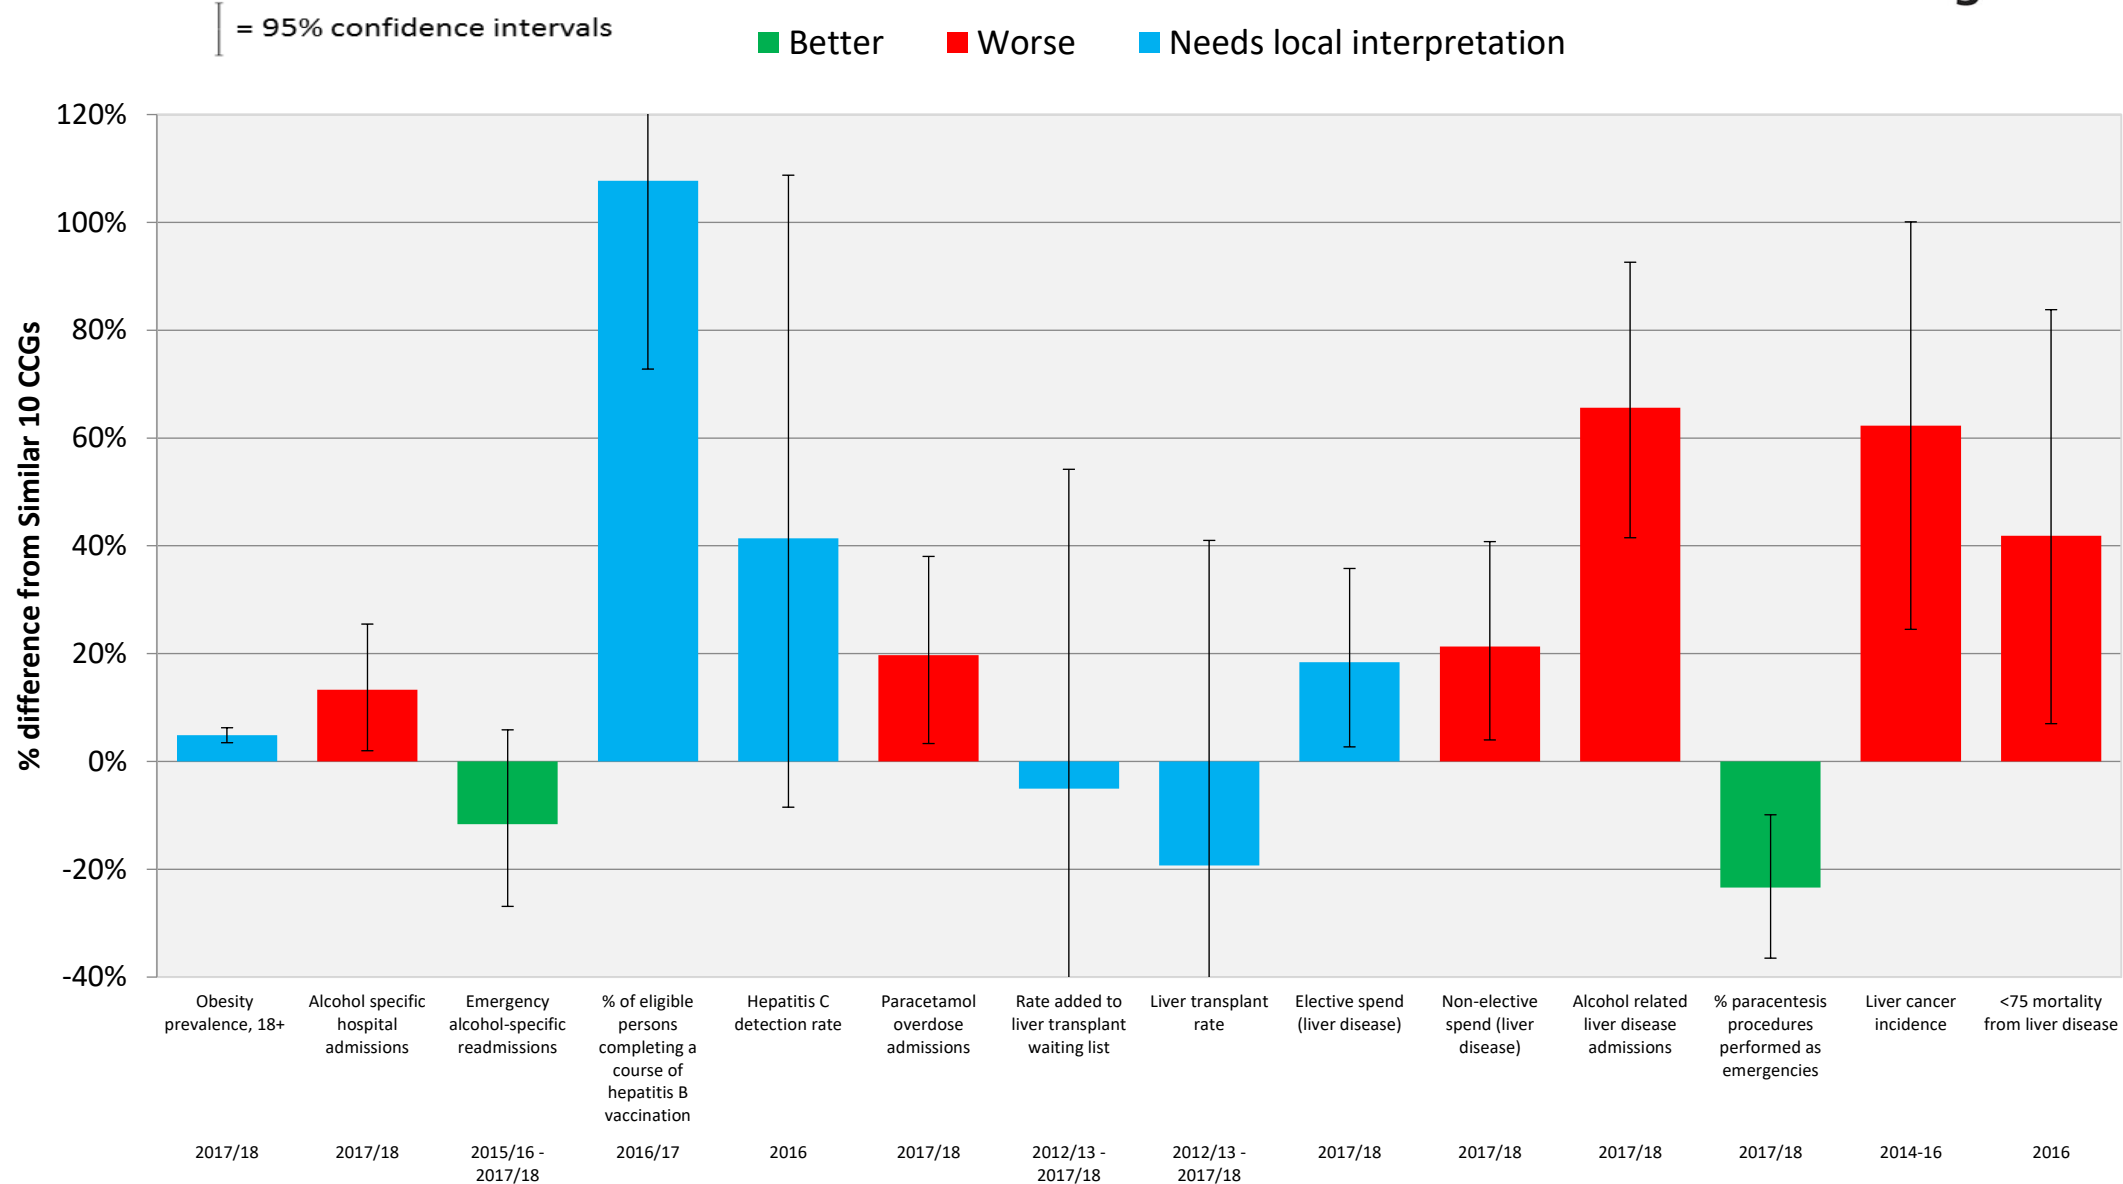 = 95% confidence intervals
Better
Worse
Needs local interpretation
% difference from Similar 10 CCGs
120%
100%
80%
60%
40%
20%
0%
-20%
-40%
Obesity
prevalence, 18+
2017/18
Alcohol specific
hospital
admissions
2017/18
Emergency
alcohol-specific
readmissions
2015/16 -
2017/18
% of eligible
persons
completing a
course of
hepatitis B
vaccination
2016/17
Hepatitis C
detection rate
2016
Paracetamol
overdose
admissions
2017/18
Rate added to
liver transplant
waiting list
2012/13 -
2017/18
Liver transplant
rate
2012/13 -
2017/18
Elective spend
(liver disease)
2017/18
Non-elective
spend (liver
disease)
2017/18
Alcohol related
liver disease
admissions
2017/18
% paracentesis
procedures
performed as
emergencies
2017/18
Liver cancer
incidence
2014-16
<75 mortality
from liver disease
2016